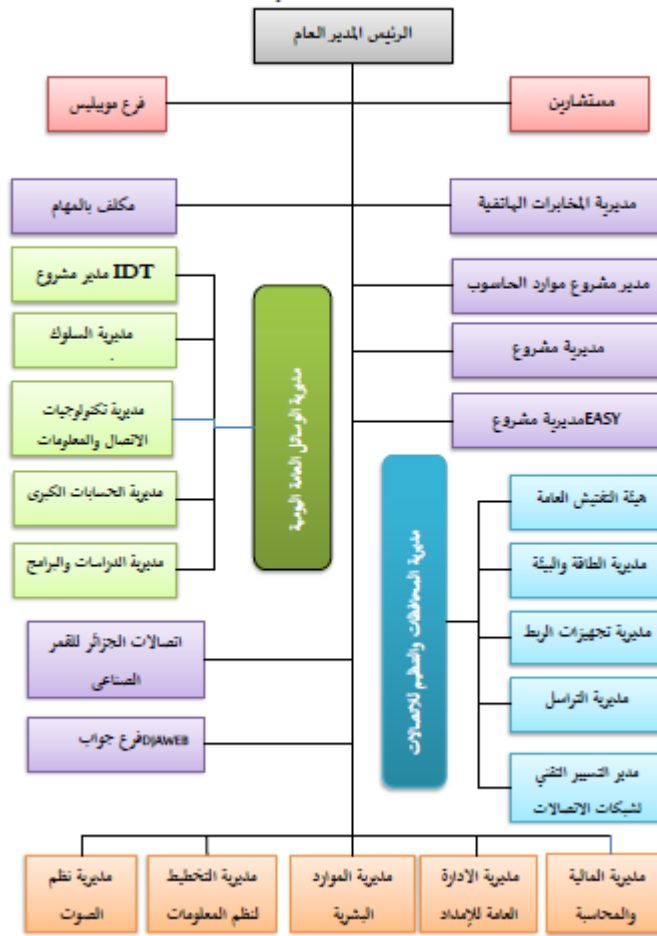 الرئيس المدير العام
مستشارين
فرع موبيليس
مديرية المخابرات الهاتفية
مكلف بالمهام
مدير مشروع موارد الحاسوب
مديرية مشروع
EASYمديرية مشروع
مديرية الوسائل العامة اليومية
IDT مدير مشروع
مديرية السلوك
مديرية تكنولوجيات
الاتصال والمعلومات
مديرية الحسابات الكبرى
مديرية الدراسات والبرامج
مديرية المحافظات والتنظيم للاتصالات
هيئة التفتيش العامة
مديرية الطاقة والبيئة
مديرية تجهيزات الربط
مديرية التراسل
مدير التسيير التقني
لشبكات الاتصالات
اتصالات الجزائر للقمر
الصناعي
DJAWEBفرع جواب
مديرية المالية
والمحاسبة
مديرية الادارة
العامة للإمداد
مديرية الموارد
البشرية
مديرية التخطيط
لنظم المعلومات
مديرية نظم
الصوت